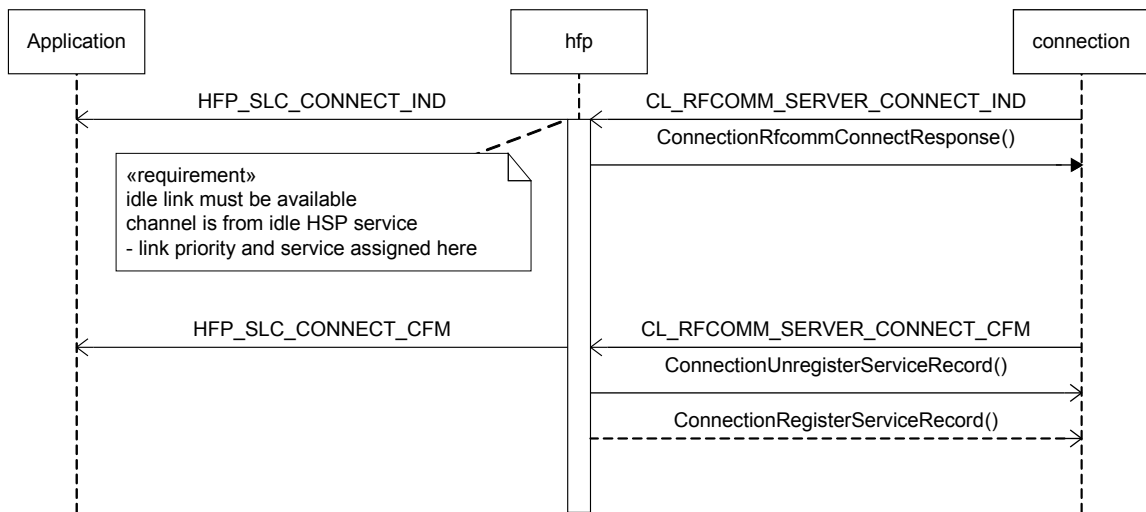 Application
hfp
connection
HFP_SLC_CONNECT_IND
CL_RFCOMM_SERVER_CONNECT_IND
ConnectionRfcommConnectResponse()
«requirement»
idle link must be available
channel is from idle HSP service
- link priority and service assigned here
HFP_SLC_CONNECT_CFM
CL_RFCOMM_SERVER_CONNECT_CFM
ConnectionUnregisterServiceRecord()
ConnectionRegisterServiceRecord()